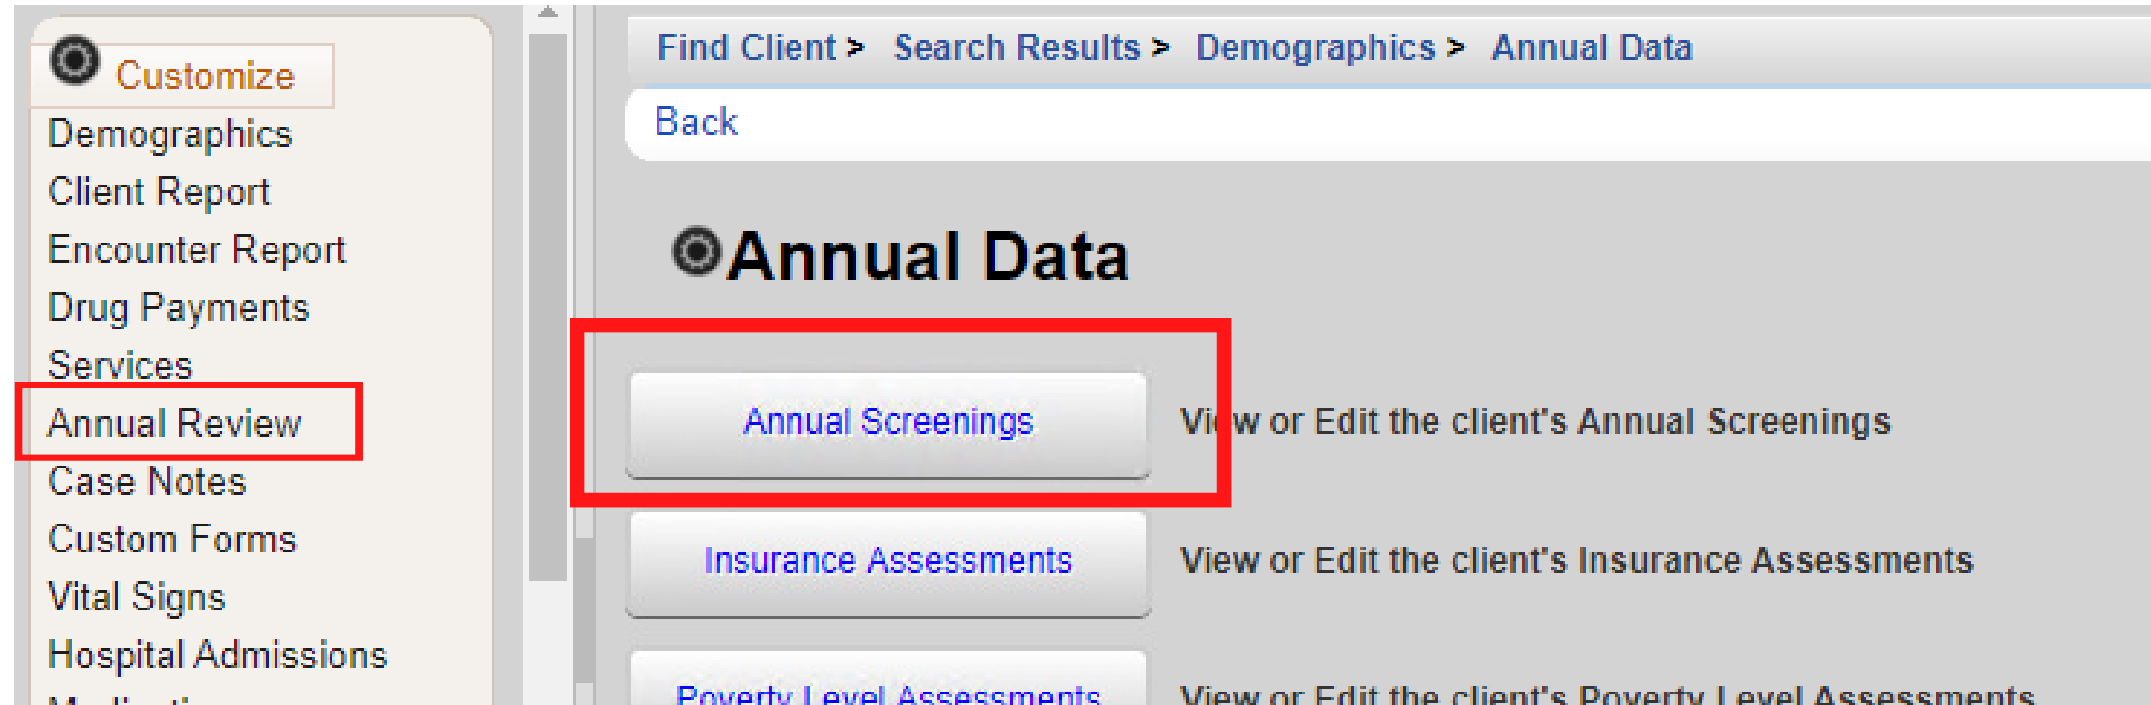 Customize
Demographics
Client Report
Encounter Report
Drug Payments
Services
Annual Review
Case Notes
Custom Forms
Vital Signs
Hospital Admissions
Find Client > Search Results > Demographics > Annual Data
Back
Annual Data
Annual Screenings
View or Edit the client's Annual Screenings
Insurance Assessments
View or Edit the client's Insurance Assessments
Poverty Level Assessments
View or Edit the client's Poverty Level Assessments